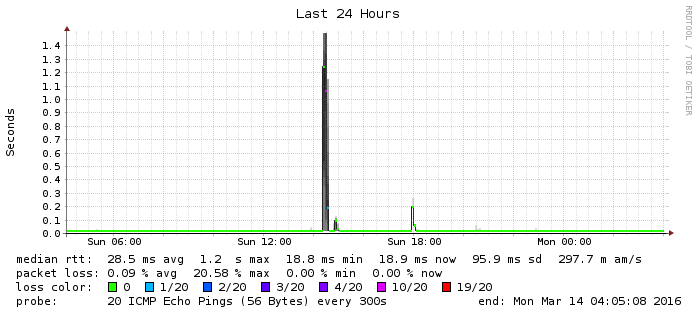 Last 24 Hours
RRDTOOL / TOBI OETIKER
Seconds
1.4
1.3
1.2
1.1
1.0
0.9
0.8
0.7
0.6
0.5
0.4
0.3
0.2
0.1
0.0
Sun 06:00 Sun 12:00 Sun 18:00 Mon 00:00
median rtt: 28.5 ms avg 1.2 s max 18.8 ms min 18.9 ms now 95.9 ms sd 297.7 m am/s
packet loss: 0.09 % avg 20.58 % max 0.00 % min 0.00 % now
loss color: 0 1/20 2/20 3/20 4/20 10/20 19/20
probe: 20 ICMP Echo Pings (56 Bytes) every 300s end: Mon Mar 14 04:05:08 2016